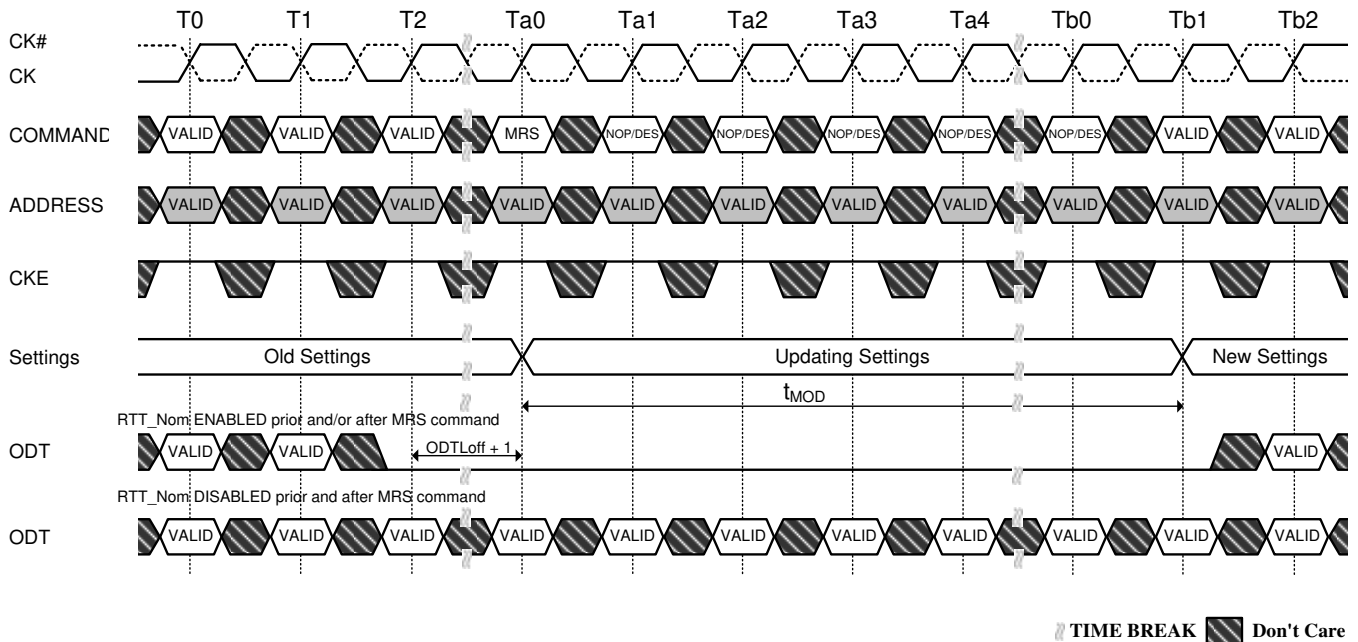 T0 T1 T2 Ta0 Ta1 Ta2 Ta3 Ta4 Tb0 Tb1 Tb2
CK#
CK
COMMAND VALID VALID VALID MRS NOP/DES NOP/DES NOP/DES NOP/DES NOP/DES VALID VALID
ADDRESS VALID VALID VALID VALID VALID VALID VALID VALID VALID VALID VALID
CKE
Settings Old Settings Updating Settings New Settings
tMOD
RTT_Nom ENABLED prior and/or after MRS command
ODT VALID VALID ODTLoff + 1 VALID
RTT_Nom DISABLED prior and after MRS command
ODT VALID VALID VALID VALID VALID VALID VALID VALID VALID VALID VALID
TIME BREAK Don't Care